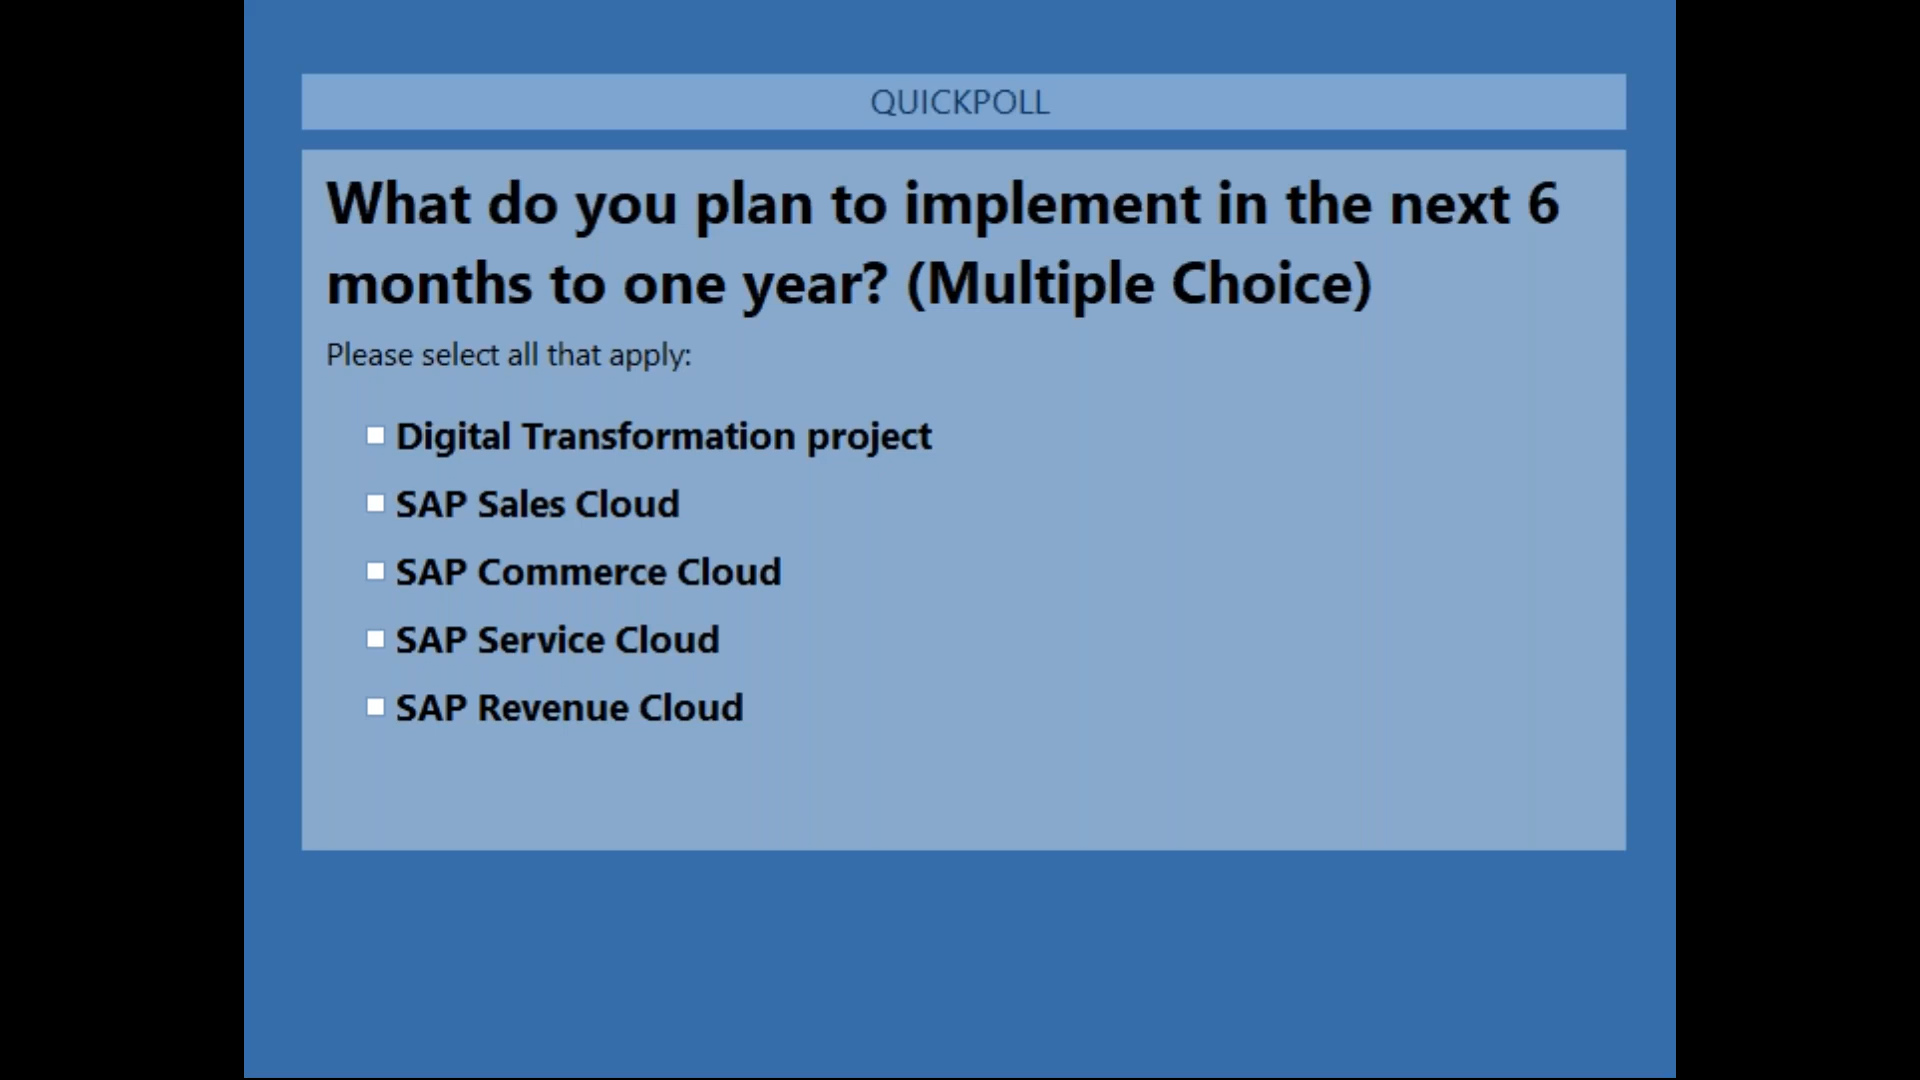 QUICKPOLL
What do you plan to implement in the next 6
months to one year? (Multiple Choice)
Please select all that apply:
Digital Transformation project
SAP Sales Cloud
SAP Commerce Cloud
SAP Service Cloud
SAP Revenue Cloud